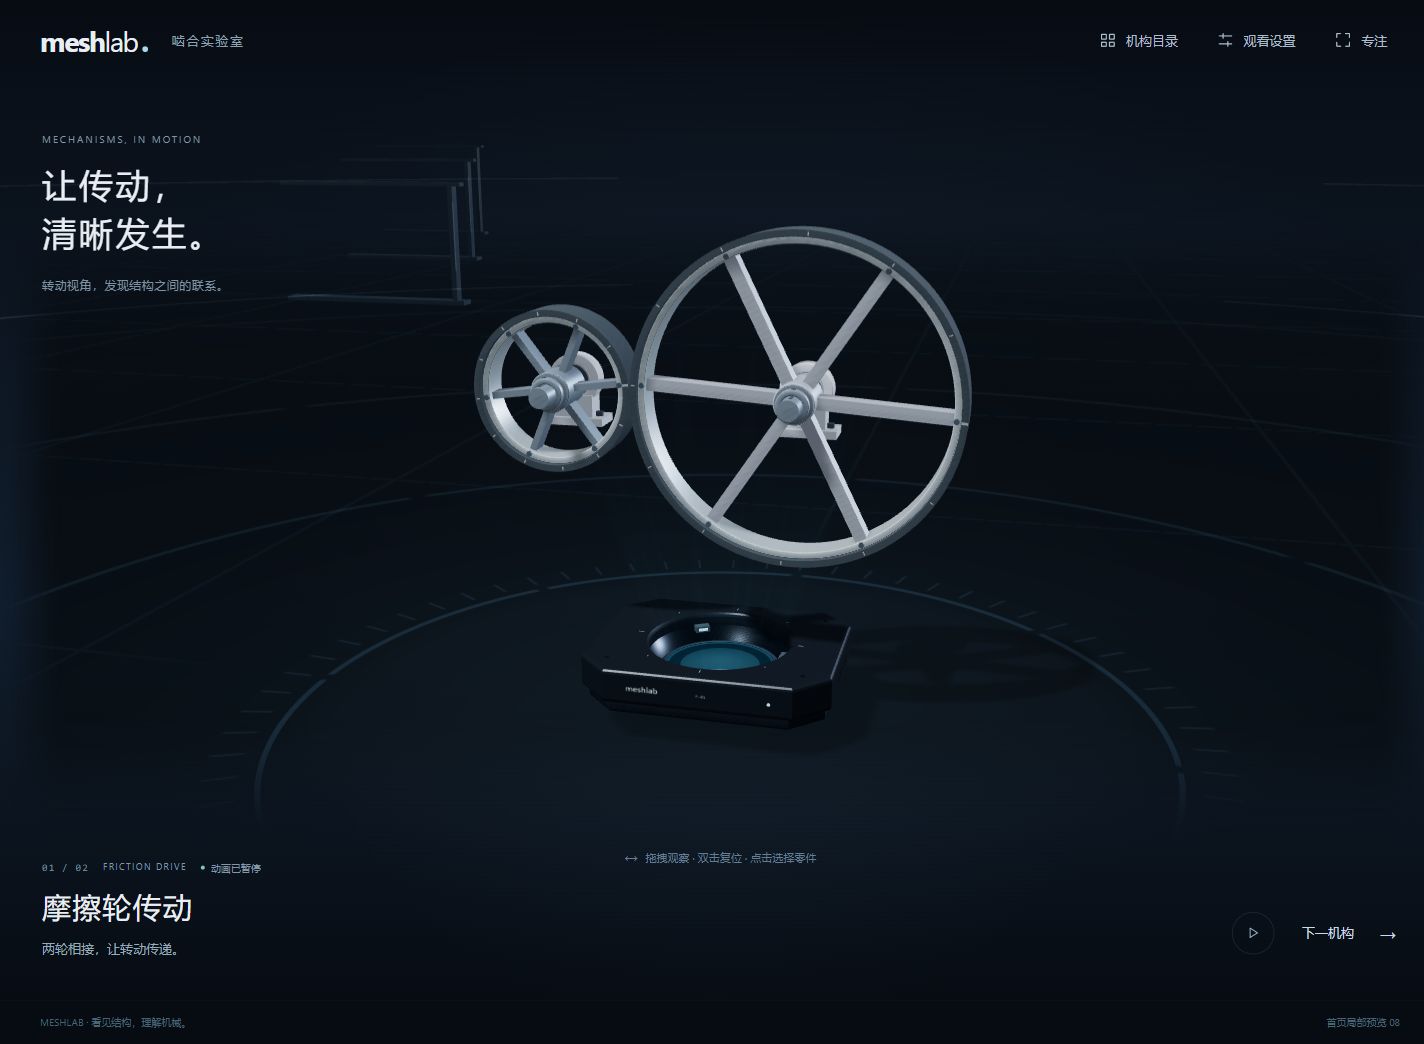 meshlab. 啮合实验室
机构目录 观看设置 专注
MECHANISMS, IN MOTION
让传动,
清晰发生。
转动视角，发现结构之间的联系。
meshlab
↔ 拖拽观察 · 双击复位 · 点击选择零件
01 / 02 FRICTION DRIVE • 动画已暂停
摩擦轮传动
两轮相接，让转动传递。
下一机构 →
MESHLAB · 看见结构，理解机械。
首页局部预览 08